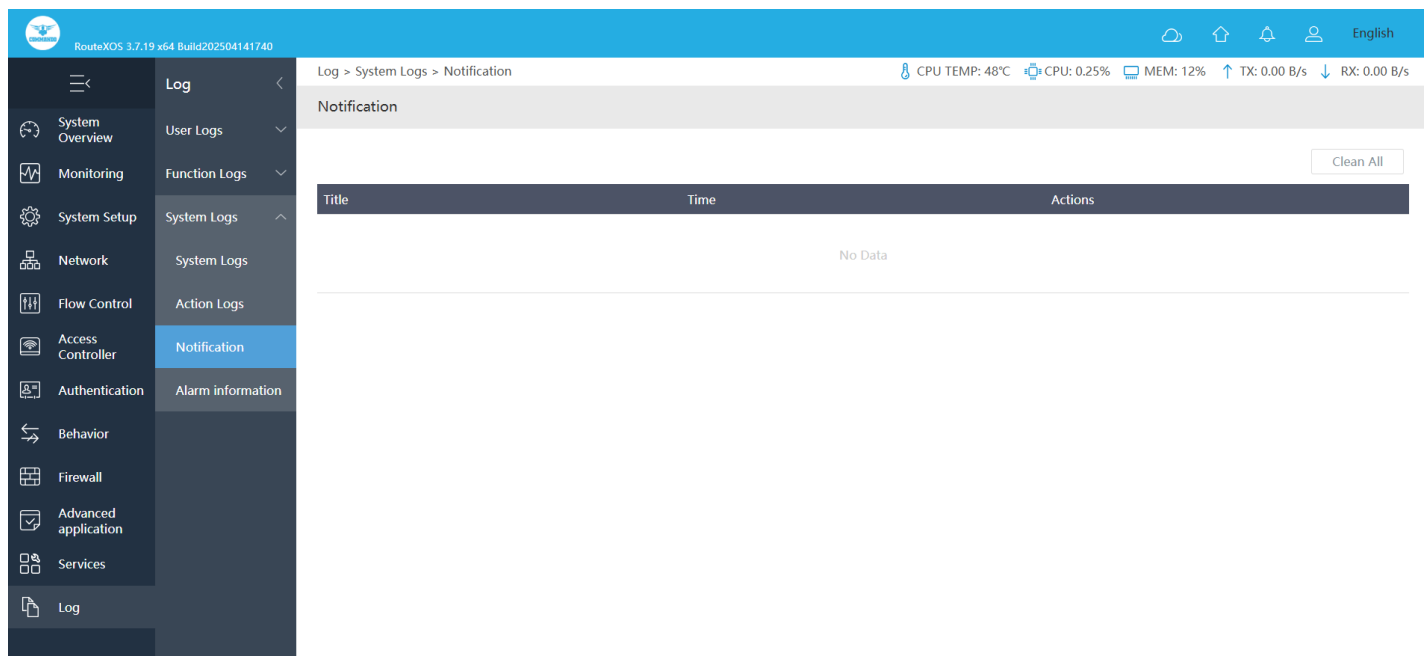 COMMANDO
RouteXOS 3.7.19 x64 Build202504141740
English
Log
Log > System Logs > Notification
CPU TEMP: 48℃ CPU: 0.25% MEM: 12% TX: 0.00 B/s RX: 0.00 B/s
Notification
System
Overview
Monitoring
System Setup
Network
Flow Control
Access
Controller
Authentication
Behavior
Firewall
Advanced
application
Services
Log
User Logs
Function Logs
System Logs
System Logs
Action Logs
Notification
Alarm information
Clean All
Title Time Actions
No Data